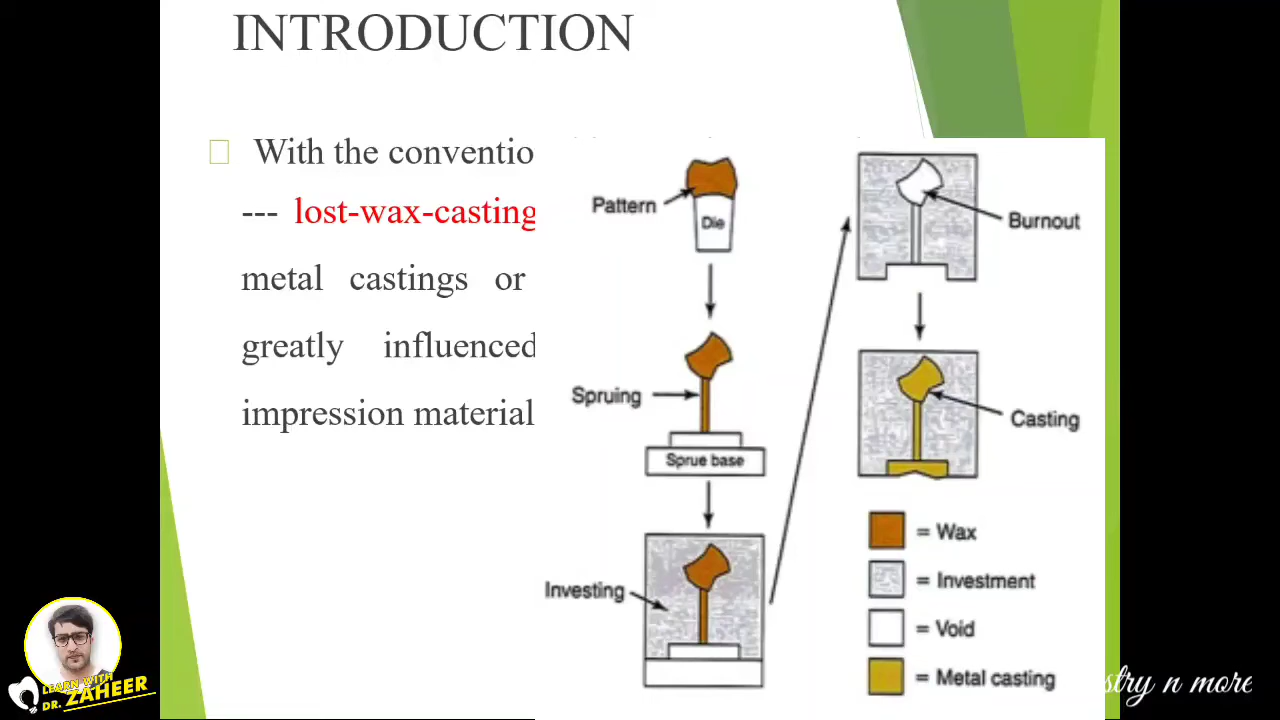 INTRODUCTION
With the conventio
--- lost-wax-casting
metal castings or
greatly influenced
impression material
Pattern
Die
Spruing
Sprue base
Investing
Burnout
Casting
= Wax
= Investment
= Void
= Metal casting
LEARN WITH
DR. ZAHEER
stry n more